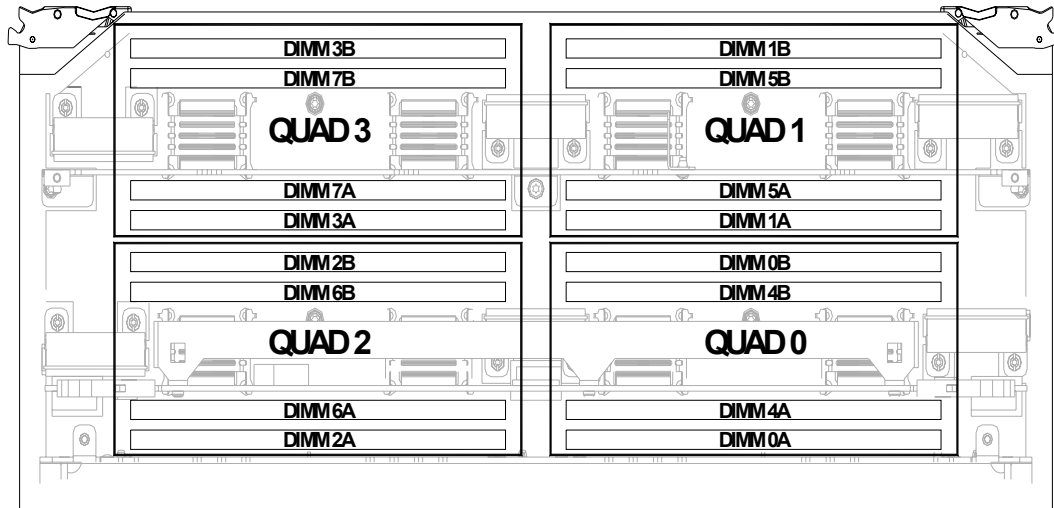 DIMM 3B
DIMM 7B
QUAD 3
DIMM 7A
DIMM 3A
DIMM 1B
DIMM 5B
QUAD 1
DIMM 5A
DIMM 1A
DIMM 2B
DIMM 6B
QUAD 2
DIMM 6A
DIMM 2A
DIMM 0B
DIMM 4B
QUAD 0
DIMM 4A
DIMM 0A